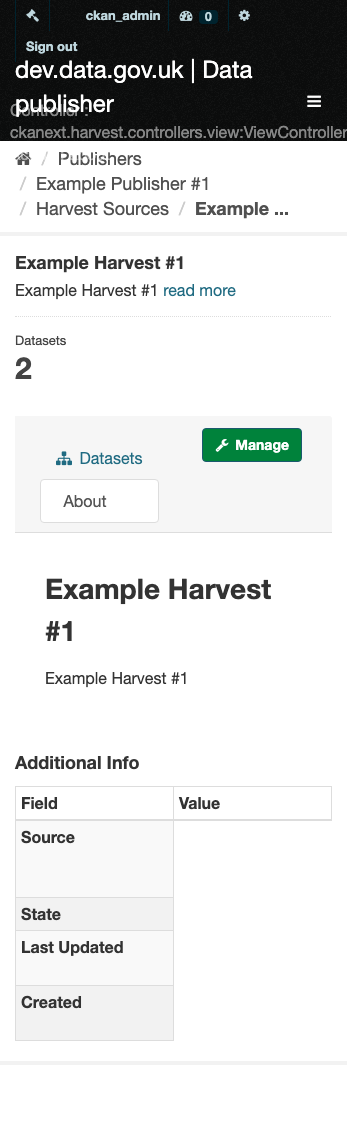 ckan_admin 0
Sign out
dev.data.gov.uk | Data
publisher
Controller :
ckanext.harvest.controllers.view:ViewController
/ Publishers
/ Example Publisher #1
/ Harvest Sources / Example ...
Example Harvest #1
Example Harvest #1 read more
Datasets
2
Datasets
Manage
About
Example Harvest
#1
Example Harvest #1
Additional Info
Field Value
Source
State
Last Updated
Created